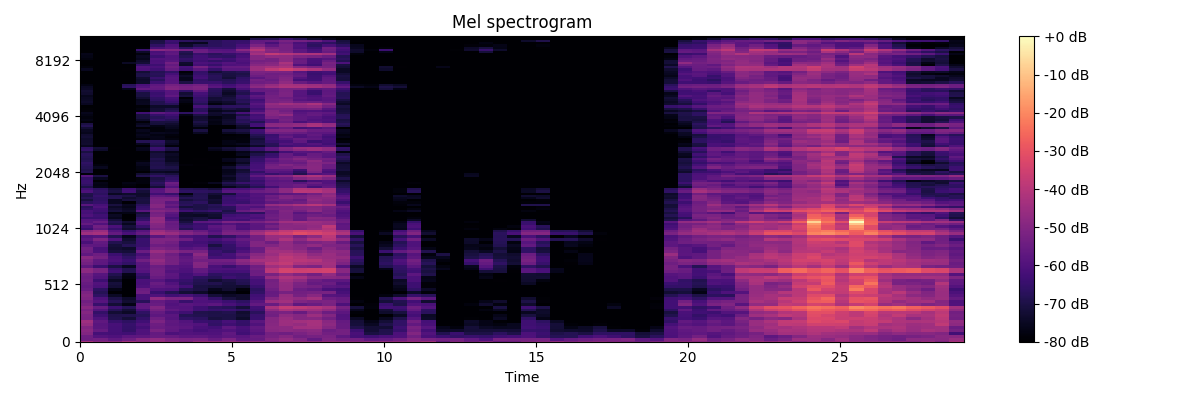 Mel spectrogram
+0 dB
8192
-10 dB
-20 dB
4096
-30 dB
Hz
2048
-40 dB
1024
-50 dB
-60 dB
512
-70 dB
0
-80 dB
0 5 10 15 20 25
Time